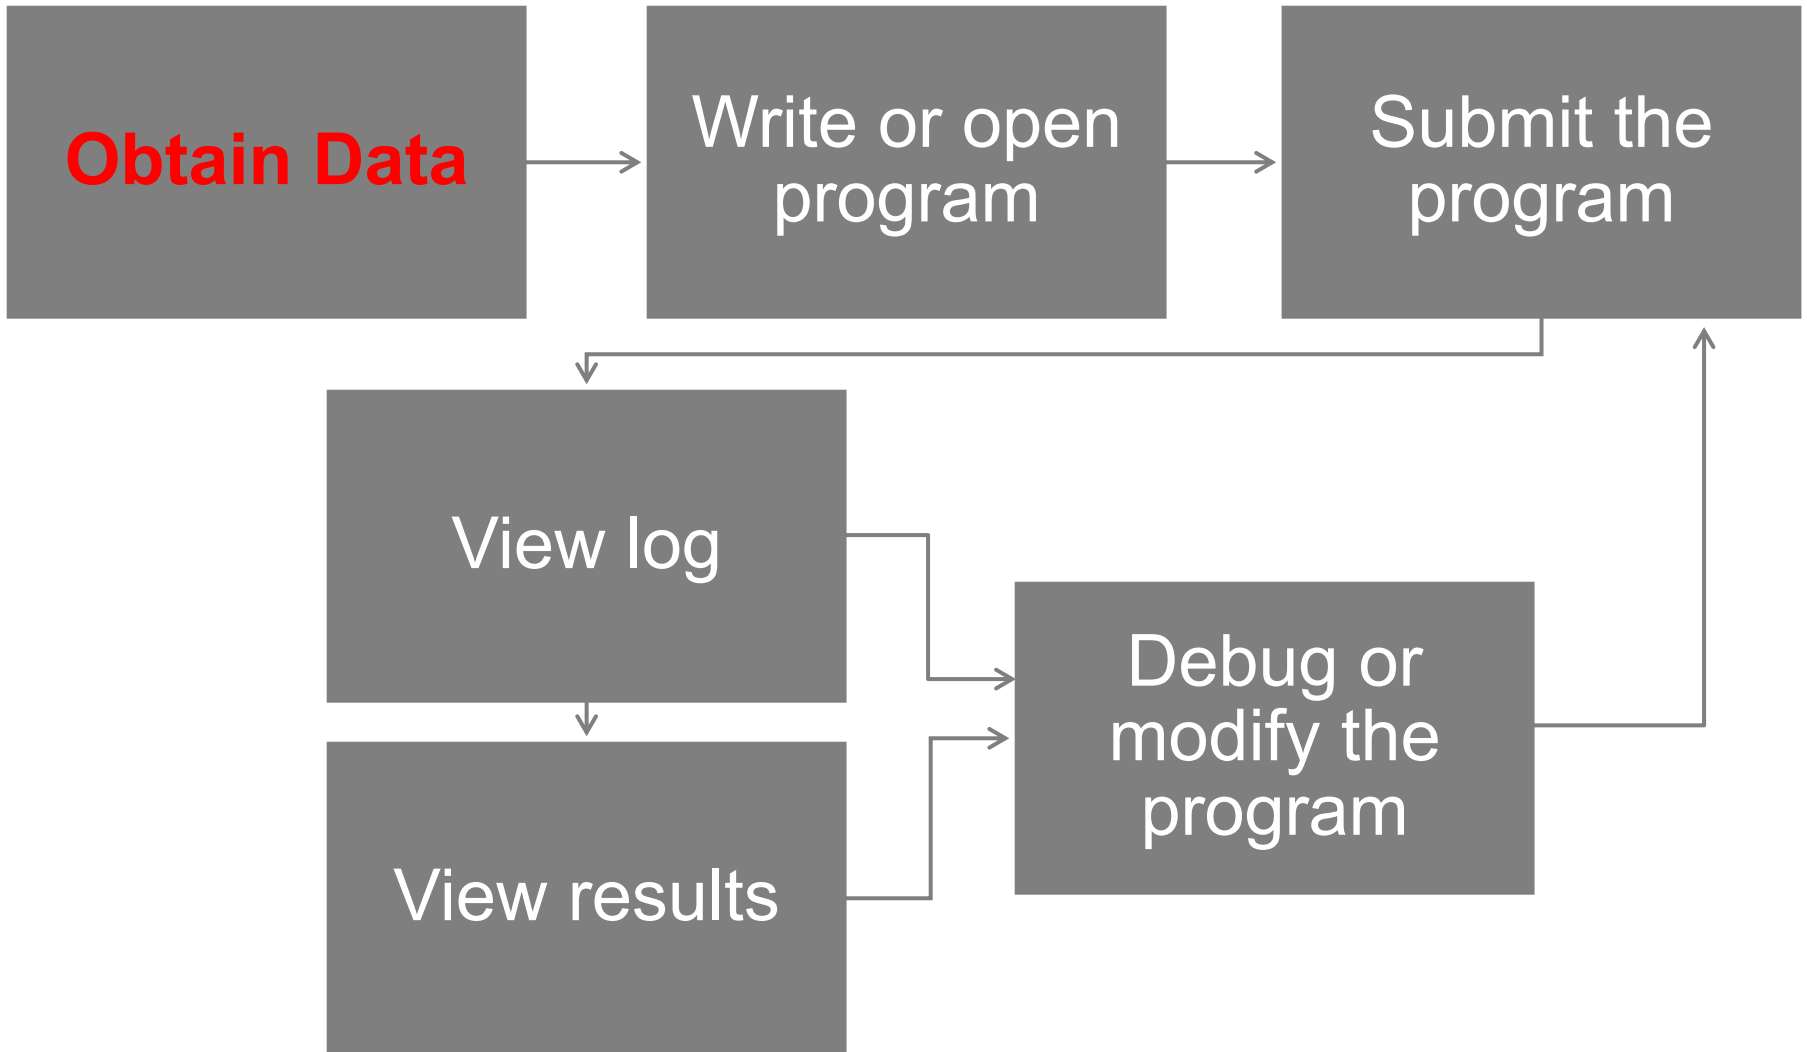 Obtain Data
Write or open
program
Submit the
program
View log
Debug or
modify the
program
View results